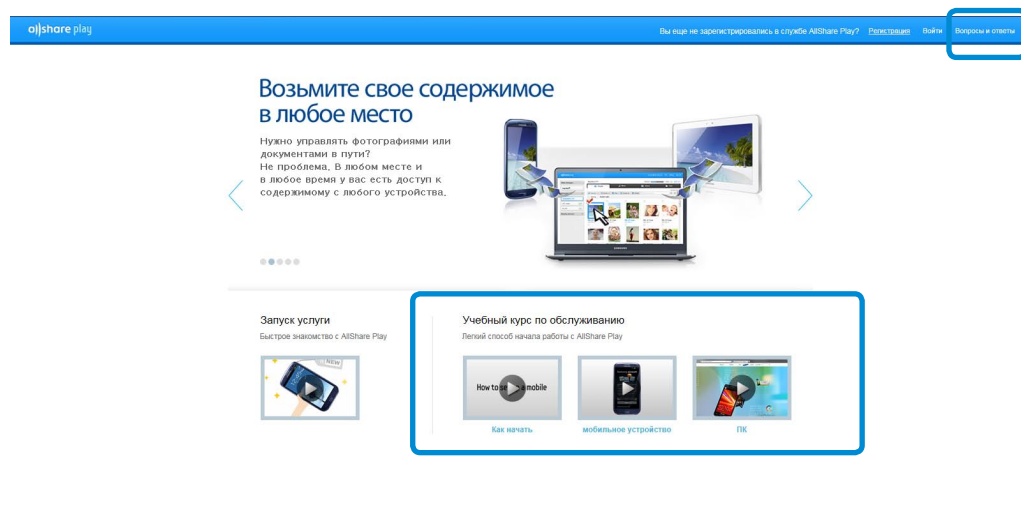 allshare play
Вы еще не зарегистрировались в службе AllShare Play? Регистрация Войти Вопросы и ответы
Возьмите свое содержимое
в любое место
Нужно управлять фотографиями или
документами в пути?
Не проблема, В любом месте и
в любое время у вас есть доступ к
содержимому с любого устройства.
SAMSUNG
Запуск услуги
Быстрое знакомство с AllShare Play
NEW
Учебный курс по обслуживанию
Легкий способ начала работы с AllShare Play
How to mobile
Как начать
мобильное устройство
ПК